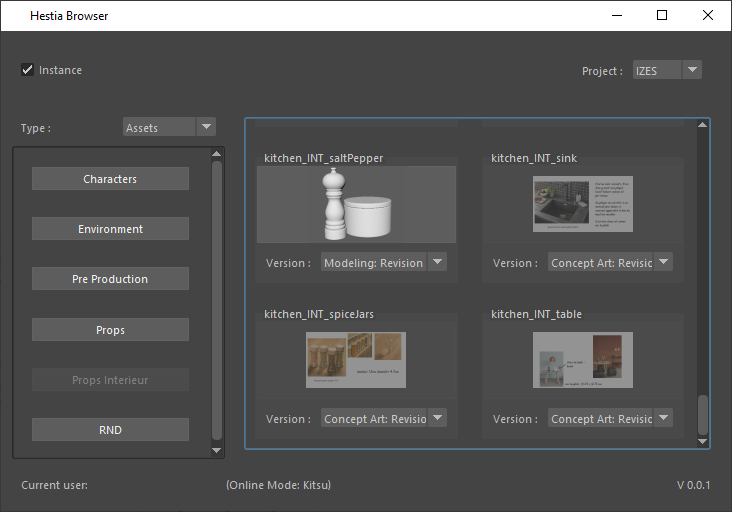 Hestia Browser
Instance
Project :
IZES
Type :
Assets
Characters
Environment
Pre Production
Props
Props Interieur
RND
kitchen_INT_saltPepper
Version :
Modeling: Revision
kitchen_INT_sink
Version :
Concept Art: Revisic
kitchen_INT_spiceJars
Version :
Concept Art: Revisio
kitchen_INT_table
Version :
Concept Art: Revisic
Current user:
(Online Mode: Kitsu)
V 0.0.1